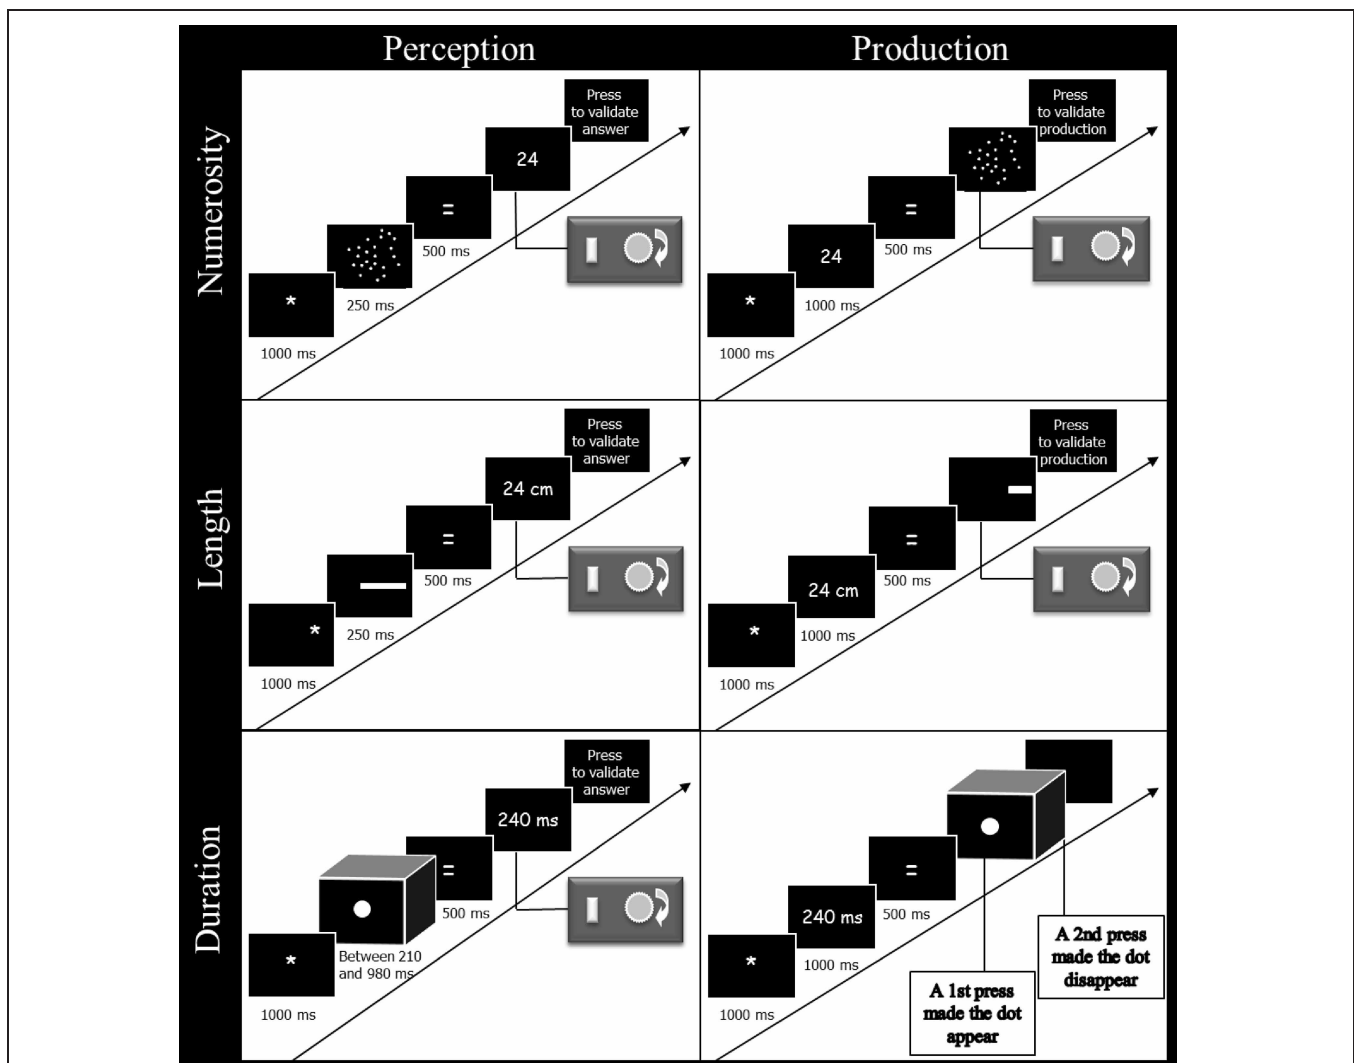 Perception
Production
Numerosity
*
1000 ms
250 ms
=
500 ms
24
Press
to validate
answer
*
1000 ms
24
1000 ms
=
500 ms
Press
to validate
production
Length
*
1000 ms
250 ms
=
500 ms
24 cm
Press
to validate
answer
*
1000 ms
24 cm
1000 ms
=
500 ms
Press
to validate
production
Duration
*
1000 ms
Between 210
and 980 ms
=
500 ms
240 ms
Press
to validate
answer
*
1000 ms
240 ms
1000 ms
=
500 ms
A 1st press
made the dot
appear
A 2nd press
made the dot
disappear